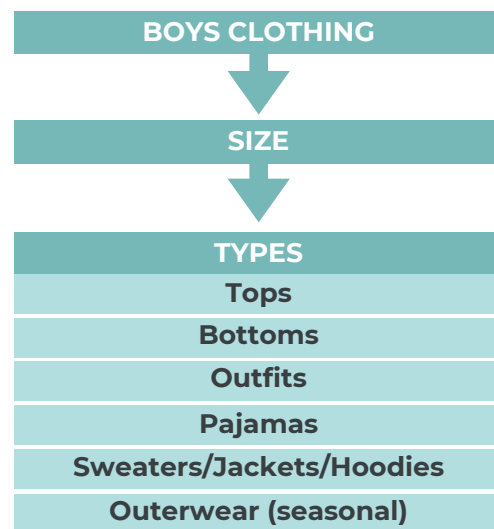 BOYS CLOTHING
SIZE
TYPES
Tops
Bottoms
Outfits
Pajamas
Sweaters/Jackets/Hoodies
Outerwear (seasonal)